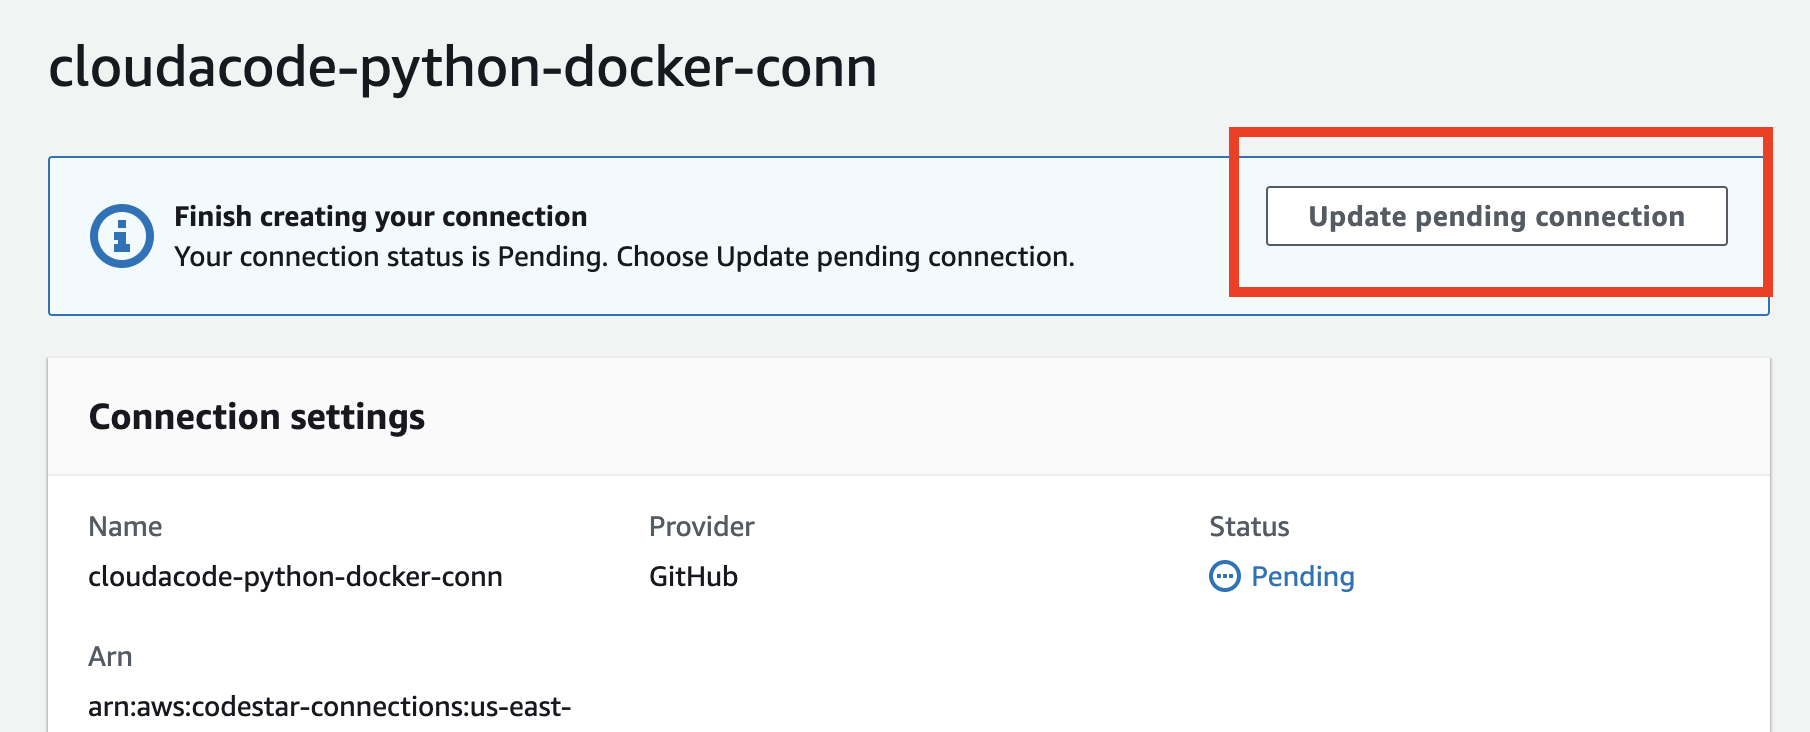 cloudacode-python-docker-conn
Finish creating your connection
Your connection status is Pending. Choose Update pending connection.
Update pending connection
Connection settings
Name
cloudacode-python-docker-conn
Provider
GitHub
Status
Pending
Arn
arn:aws:codestar-connections:us-east-